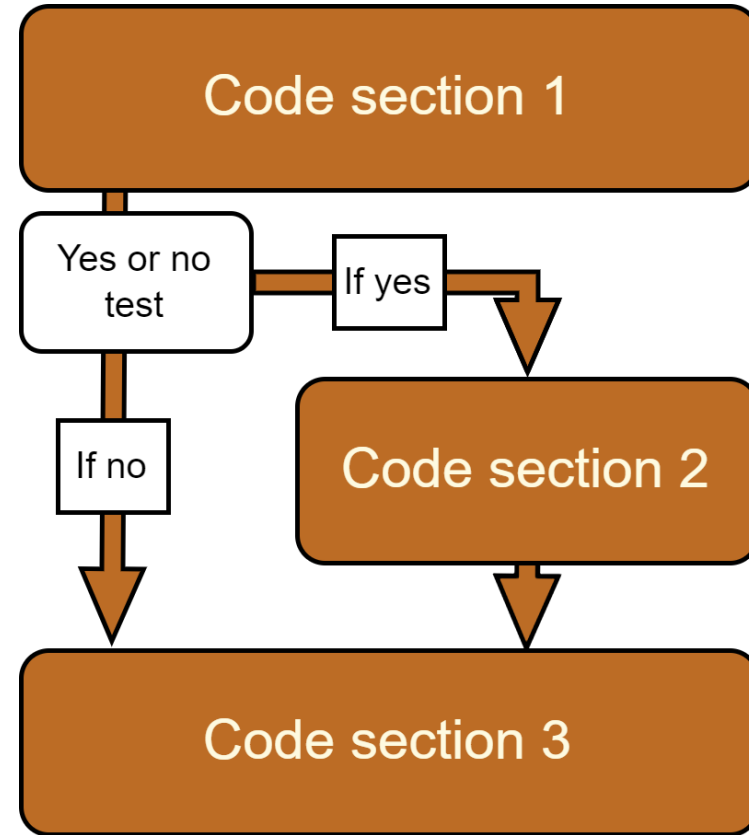 Code section 1
Yes or no
test
If yes
If no
Code section 2
Code section 3